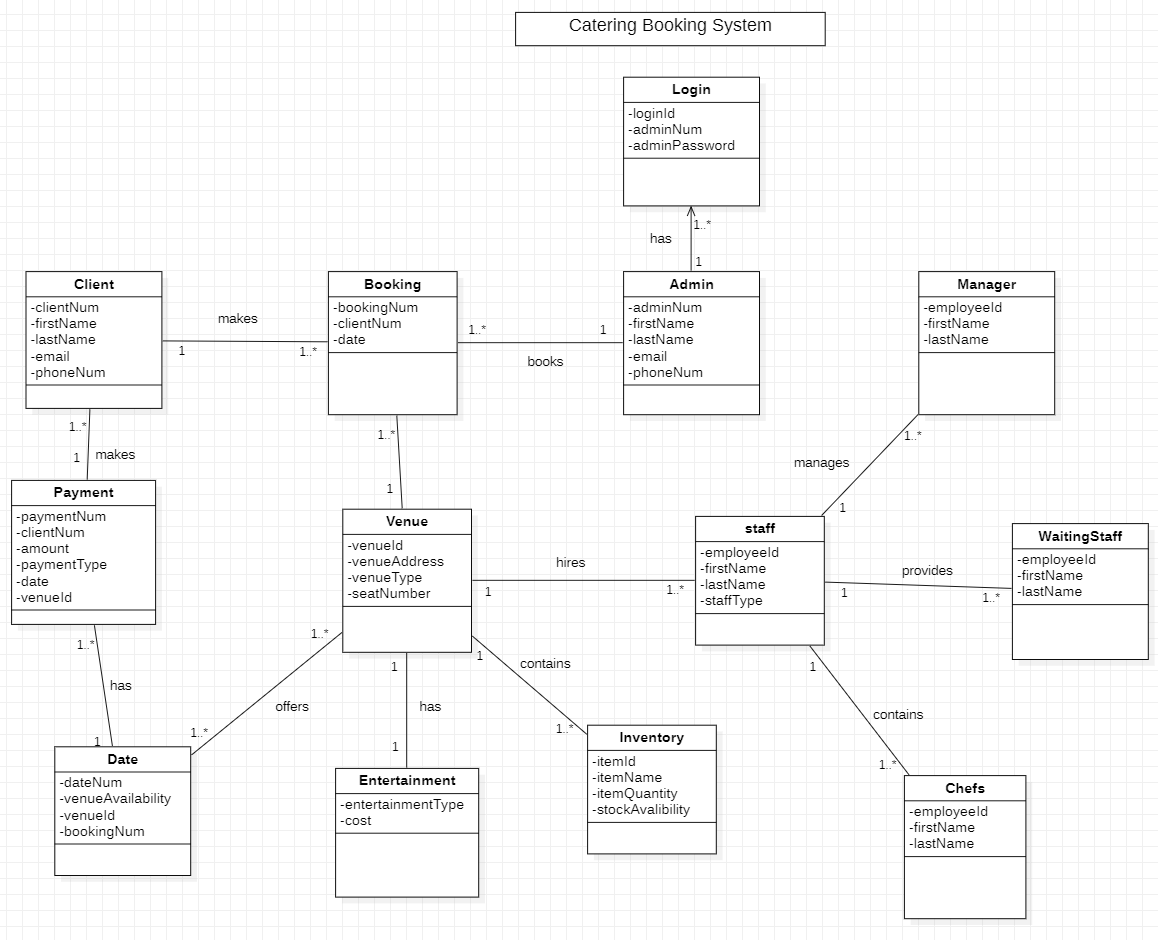 Catering Booking System
Login
-loginId
-adminNum
-adminPassword
1..*
has
1
Client
-clientNum
-firstName
-lastName
-email
-phoneNum
makes
1
1..*
Booking
-bookingNum
-clientNum
-date
1..*
1
books
Admin
-adminNum
-firstName
-lastName
-email
-phoneNum
Manager
-employeeId
-firstName
-lastName
1..*
manages
1
1..*
1
makes
1..*
1
Payment
-paymentNum
-clientNum
-amount
-paymentType
-date
-venueId
Venue
-venueId
-venueAddress
-venueType
-seatNumber
hires
1
1..*
staff
-employeeId
-firstName
-lastName
-staffType
provides
1
1..*
WaitingStaff
-employeeId
-firstName
-lastName
1..*
has
1
1..*
offers
1..*
1
has
1
1
contains
1..*
1
contains
1..*
Date
-dateNum
-venueAvailability
-venueId
-bookingNum
Entertainment
-entertainmentType
-cost
Inventory
-itemId
-itemName
-itemQuantity
-stockAvalibility
Chefs
-employeeId
-firstName
-lastName